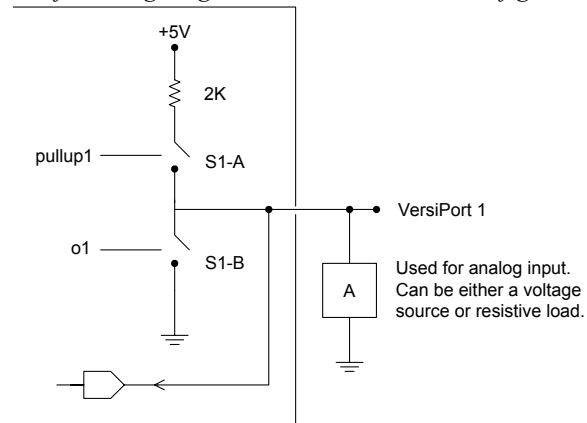 +5V
2K
pullup1
S1-A
VersiPort 1
o1
S1-B
A
Used for analog input.
Can be either a voltage
source or resistive load.